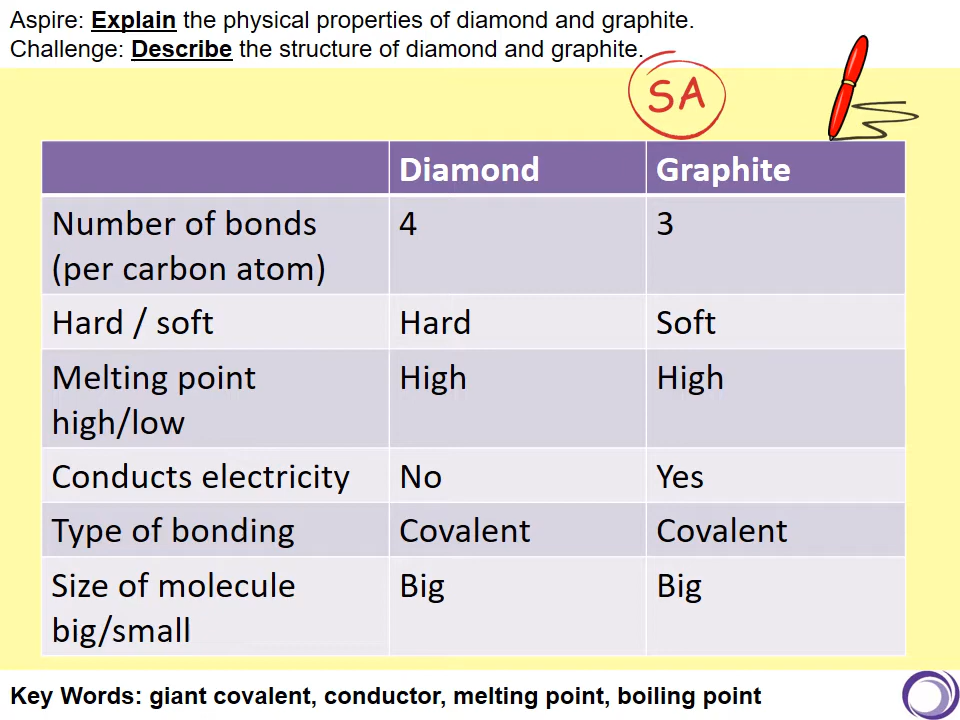 Aspire: Explain the physical properties of diamond and graphite.
Challenge: Describe the structure of diamond and graphite.
SA
Diamond Graphite
Number of bonds 4 3
(per carbon atom)
Hard / soft Hard Soft
Melting point High High
high/low
Conducts electricity No Yes
Type of bonding Covalent Covalent
Size of molecule Big Big
big/small
Key Words: giant covalent, conductor, melting point, boiling point